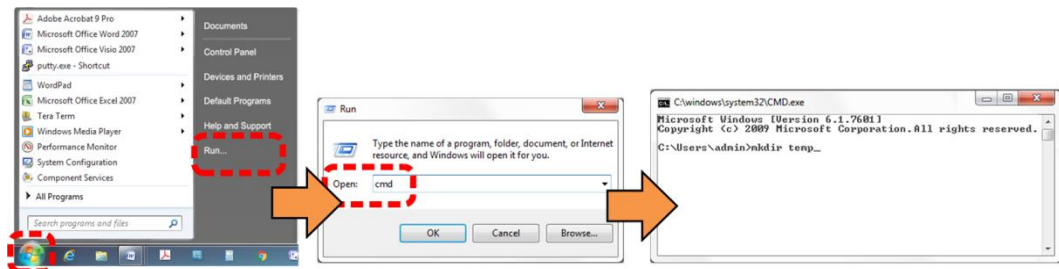 Adobe Acrobat 9 Pro
Microsoft Office Word 2007
Microsoft Office Visio 2007
putty.exe - Shortcut
WordPad
Microsoft Office Excel 2007
Tera Term
Windows Media Player
Performance Monitor
System Configuration
Component Services
All Programs
Search programs and files
Documents
Control Panel
Devices and Printers
Default Programs
Help and Support
Run...
Run
Type the name of a program, folder, document, or Internet
resource, and Windows will open it for you.
Open: cmd
OK Cancel Browse...
C:\windows\system32\CMD.exe
Microsoft Windows [Version 6.1.7601]
Copyright (c) 2009 Microsoft Corporation.All rights reserved.
C:\Users\admin>mkdir temp_